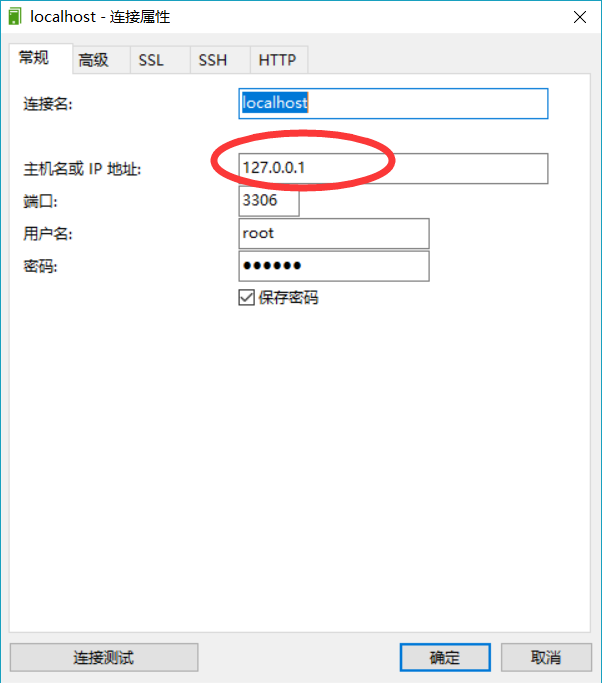 localhost - 连接属性
常规 高级 SSL SSH HTTP
连接名: localhost
主机名或 IP 地址: 127.0.0.1
端口: 3306
用户名: root
密码: ●●●●●●
保存密码
连接测试 确定 取消